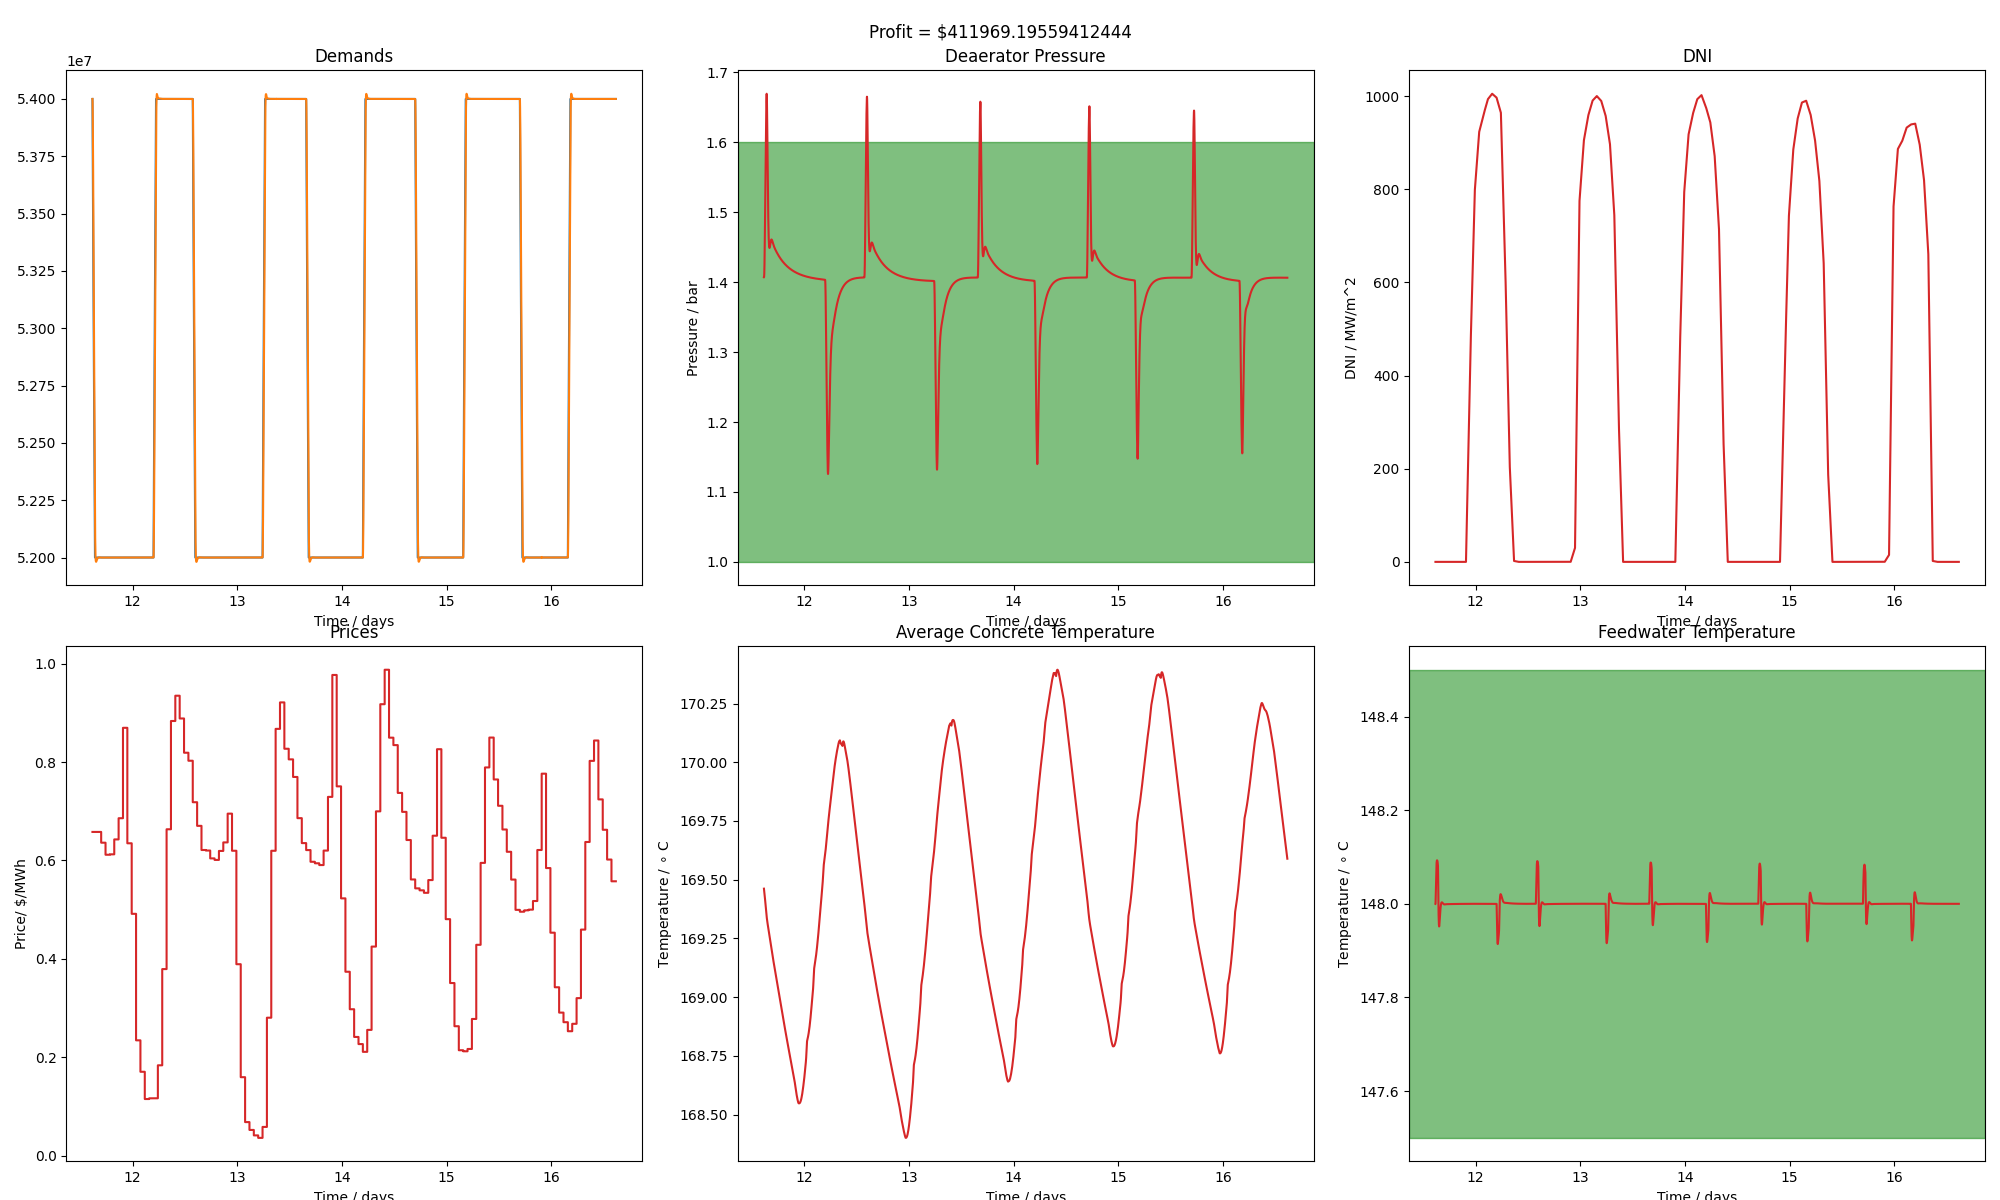 Profit = $411969.19559412444
Demands
1e7
5.400
5.375
5.350
5.325
5.300
5.275
5.250
5.225
5.200
12 13 14 15 16
Time / days
Deaerator Pressure
Pressure / bar
1.7
1.6
1.5
1.4
1.3
1.2
1.1
1.0
12 13 14 15 16
Time / days
DNI
DNI / MW/m^2
1000
800
600
400
200
0
12 13 14 15 16
Time / days
Prices
Price/ $/MWh
1.0
0.8
0.6
0.4
0.2
0.0
12 13 14 15 16
Time / days
Average Concrete Temperature
Temperature / ∘ C
170.25
170.00
169.75
169.50
169.25
169.00
168.75
168.50
12 13 14 15 16
Time / days
Feedwater Temperature
Temperature / ∘ C
148.4
148.2
148.0
147.8
147.6
12 13 14 15 16
Time / days